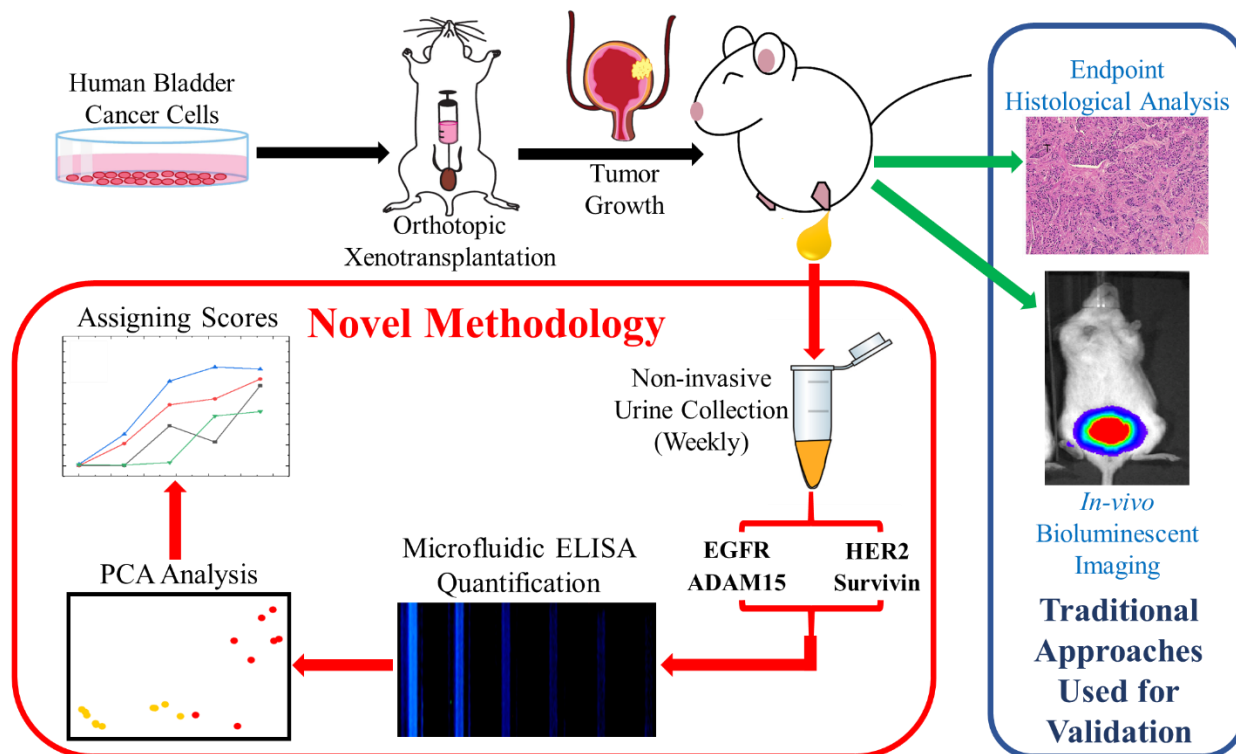 Human Bladder
Cancer Cells
Orthotopic
Xenotransplantation
Tumor
Growth
Endpoint
Histological Analysis
T
In-vivo
Bioluminescent
Imaging
Traditional
Approaches
Used for
Validation
Novel Methodology
Non-invasive
Urine Collection
(Weekly)
EGFR
ADAM15
HER2
Survivin
Microfluidic ELISA
Quantification
PCA Analysis
Assigning Scores